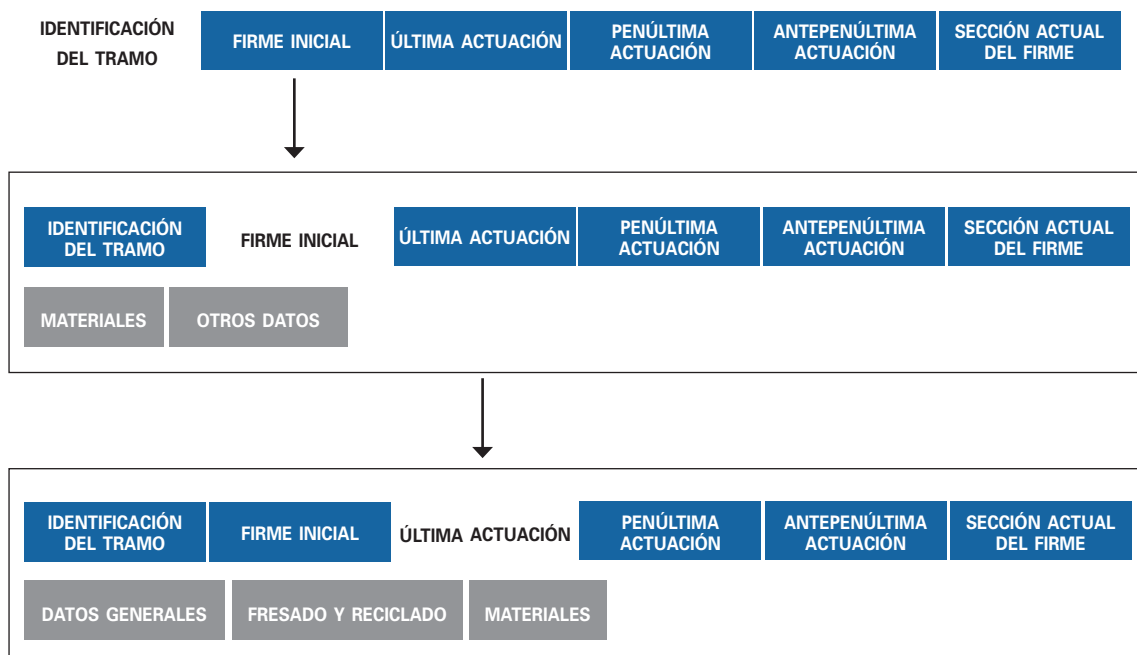 IDENTIFICACIÓN
DEL TRAMO
FIRME INICIAL
ÚLTIMA ACTUACIÓN
PENÚLTIMA
ACTUACIÓN
ANTEPENÚLTIMA
ACTUACIÓN
SECCIÓN ACTUAL
DEL FIRME
IDENTIFICACIÓN
DEL TRAMO
FIRME INICIAL
ÚLTIMA ACTUACIÓN
PENÚLTIMA
ACTUACIÓN
ANTEPENÚLTIMA
ACTUACIÓN
SECCIÓN ACTUAL
DEL FIRME
MATERIALES
OTROS DATOS
IDENTIFICACIÓN
DEL TRAMO
FIRME INICIAL
ÚLTIMA ACTUACIÓN
PENÚLTIMA
ACTUACIÓN
ANTEPENÚLTIMA
ACTUACIÓN
SECCIÓN ACTUAL
DEL FIRME
DATOS GENERALES
FRESADO Y RECICLADO
MATERIALES